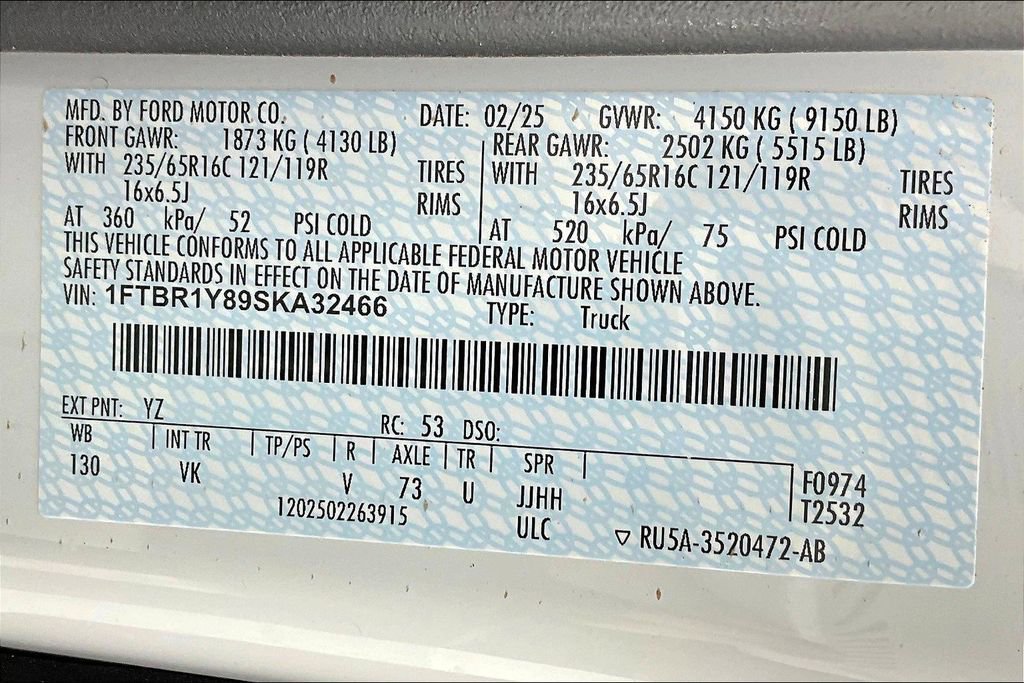 MFD. BY FORD MOTOR CO. DATE: 02/25 GVWR: 4150 KG ( 9150 LB)
FRONT GAWR: 1873 KG ( 4130 LB) REAR GAWR: 2502 KG ( 5515 LB)
WITH 235/65R16C 121/119R TIRES WITH 235/65R16C 121/119R TIRES
16x6.5J RIMS 16x6.5J RIMS
AT 360 kPa/ 52 PSI COLD AT 520 kPa/ 75 PSI COLD
THIS VEHICLE CONFORMS TO ALL APPLICABLE FEDERAL MOTOR VEHICLE
SAFETY STANDARDS IN EFFECT ON THE DATE OF MANUFACTURE SHOWN ABOVE.
VIN: 1FTBR1Y89SKA32466 TYPE: Truck
EXT PNT: YZ RC: 53 DSO:
WB INT TR TP/PS R AXLE TR SPR F0974
130 VK V 73 U JJHH T2532
1202502263915 ULC ▽ RU5A-3520472-AB